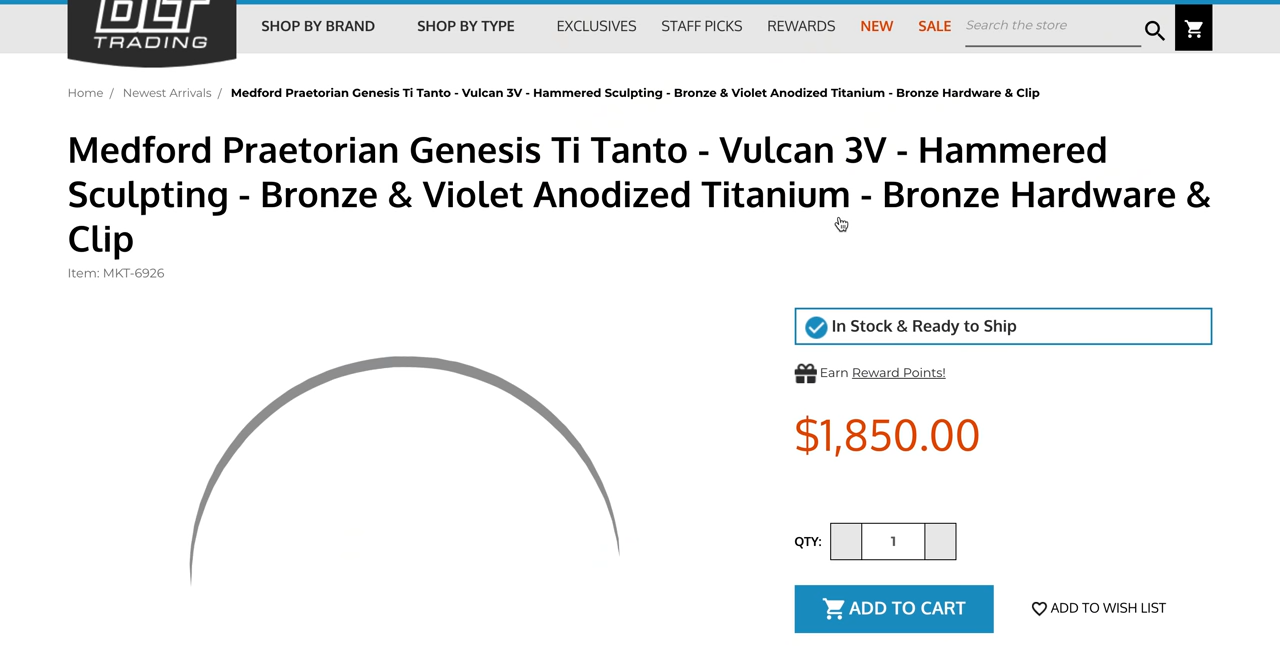 DLT
TRADING
SHOP BY BRAND SHOP BY TYPE EXCLUSIVES STAFF PICKS REWARDS NEW SALE Search the store
Home / Newest Arrivals / Medford Praetorian Genesis Ti Tanto - Vulcan 3V - Hammered Sculpting - Bronze & Violet Anodized Titanium - Bronze Hardware & Clip
Medford Praetorian Genesis Ti Tanto - Vulcan 3V - Hammered
Sculpting - Bronze & Violet Anodized Titanium - Bronze Hardware &
Clip
Item: MKT-6926
In Stock & Ready to Ship
Earn Reward Points!
$1,850.00
QTY: 1
ADD TO CART ADD TO WISH LIST